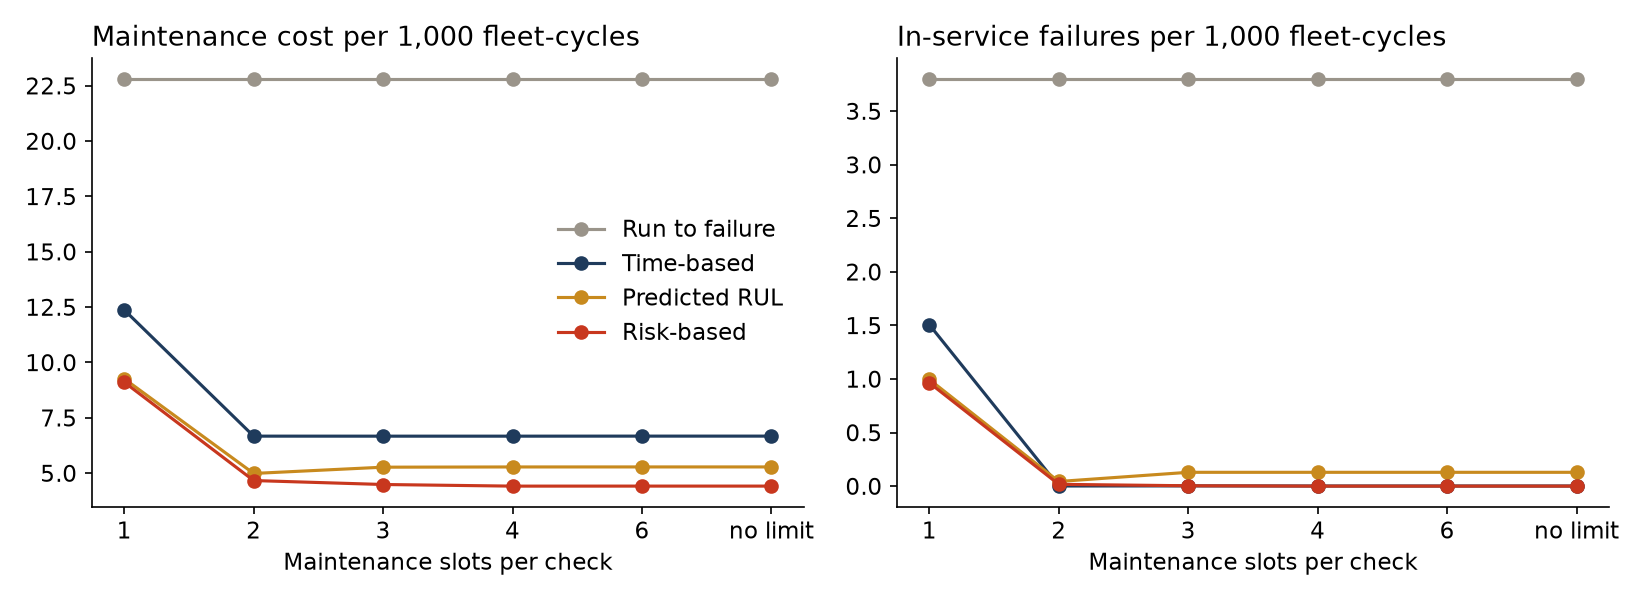 Maintenance cost per 1,000 fleet-cycles
22.5
20.0
17.5
15.0
12.5
10.0
7.5
5.0
Run to failure
Time-based
Predicted RUL
Risk-based
1 2 3 4 6 no limit
Maintenance slots per check
In-service failures per 1,000 fleet-cycles
3.5
3.0
2.5
2.0
1.5
1.0
0.5
0.0
1 2 3 4 6 no limit
Maintenance slots per check